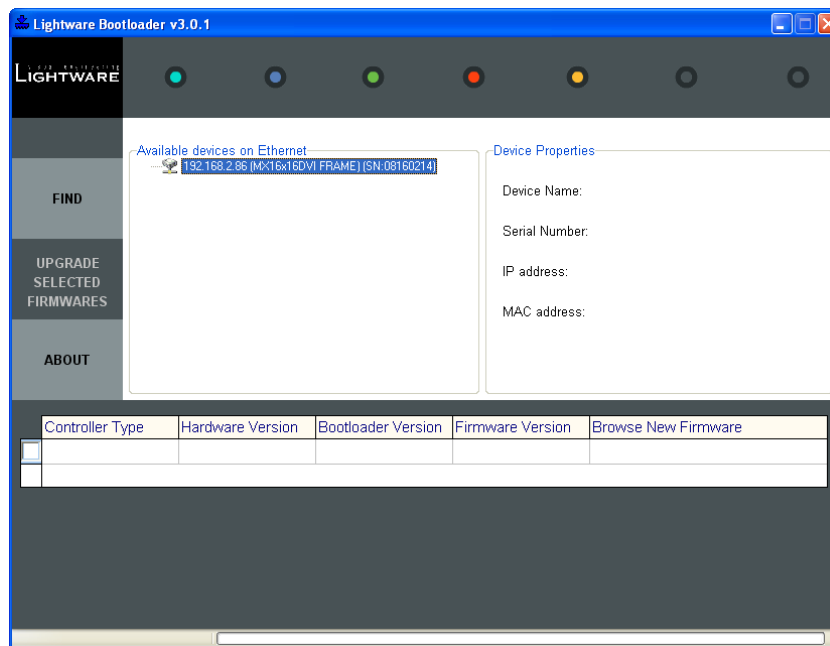 Lightware Bootloader v3.0.1
LIGHTWARE
FIND
UPGRADE
SELECTED
FIRMWARES
ABOUT
Available devices on Ethernet
192.168.2.86 (MX16x16DVI FRAME) (SN:08160214)
Device Properties
Device Name:
Serial Number:
IP address:
MAC address:
Controller Type
Hardware Version
Bootloader Version
Firmware Version
Browse New Firmware